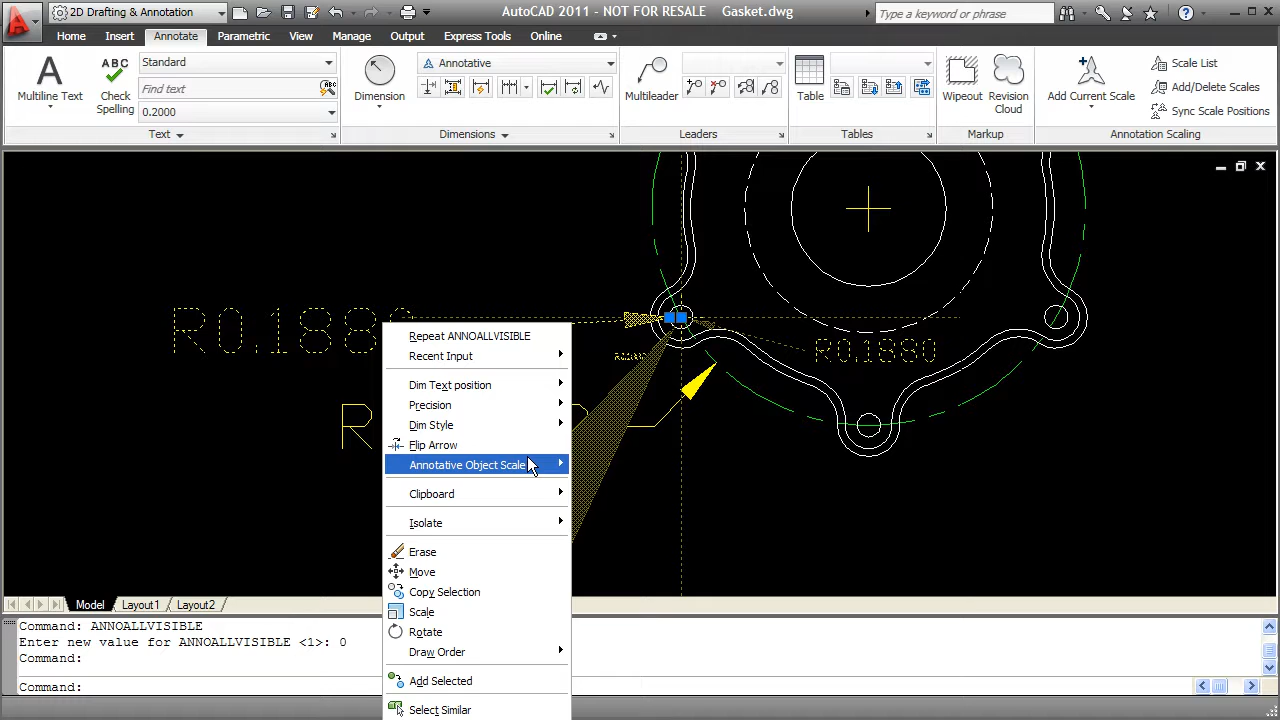 2D Drafting & Annotation
AutoCAD 2011 - NOT FOR RESALE Gasket.dwg
Type a keyword or phrase
Home Insert Annotate Parametric View Manage Output Express Tools Online
Multiline Text
ABC
Check Spelling
Standard
Find text
0.2000
Text
Dimension
Annotative
Dimensions
Multileader
Leaders
Table
Tables
Wipeout
Revision Cloud
Markup
Add Current Scale
Scale List
Add/Delete Scales
Sync Scale Positions
Annotation Scaling
R0.1880
R0.1880
R
Repeat ANNOALLVISIBLE
Recent Input
Dim Text position
Precision
Dim Style
Flip Arrow
Annotative Object Scale
Clipboard
Isolate
Erase
Move
Copy Selection
Scale
Rotate
Draw Order
Add Selected
Select Similar
Model Layout1 Layout2
Command: ANNOALLVISIBLE
Enter new value for ANNOALLVISIBLE <1>: 0
Command:
Command: